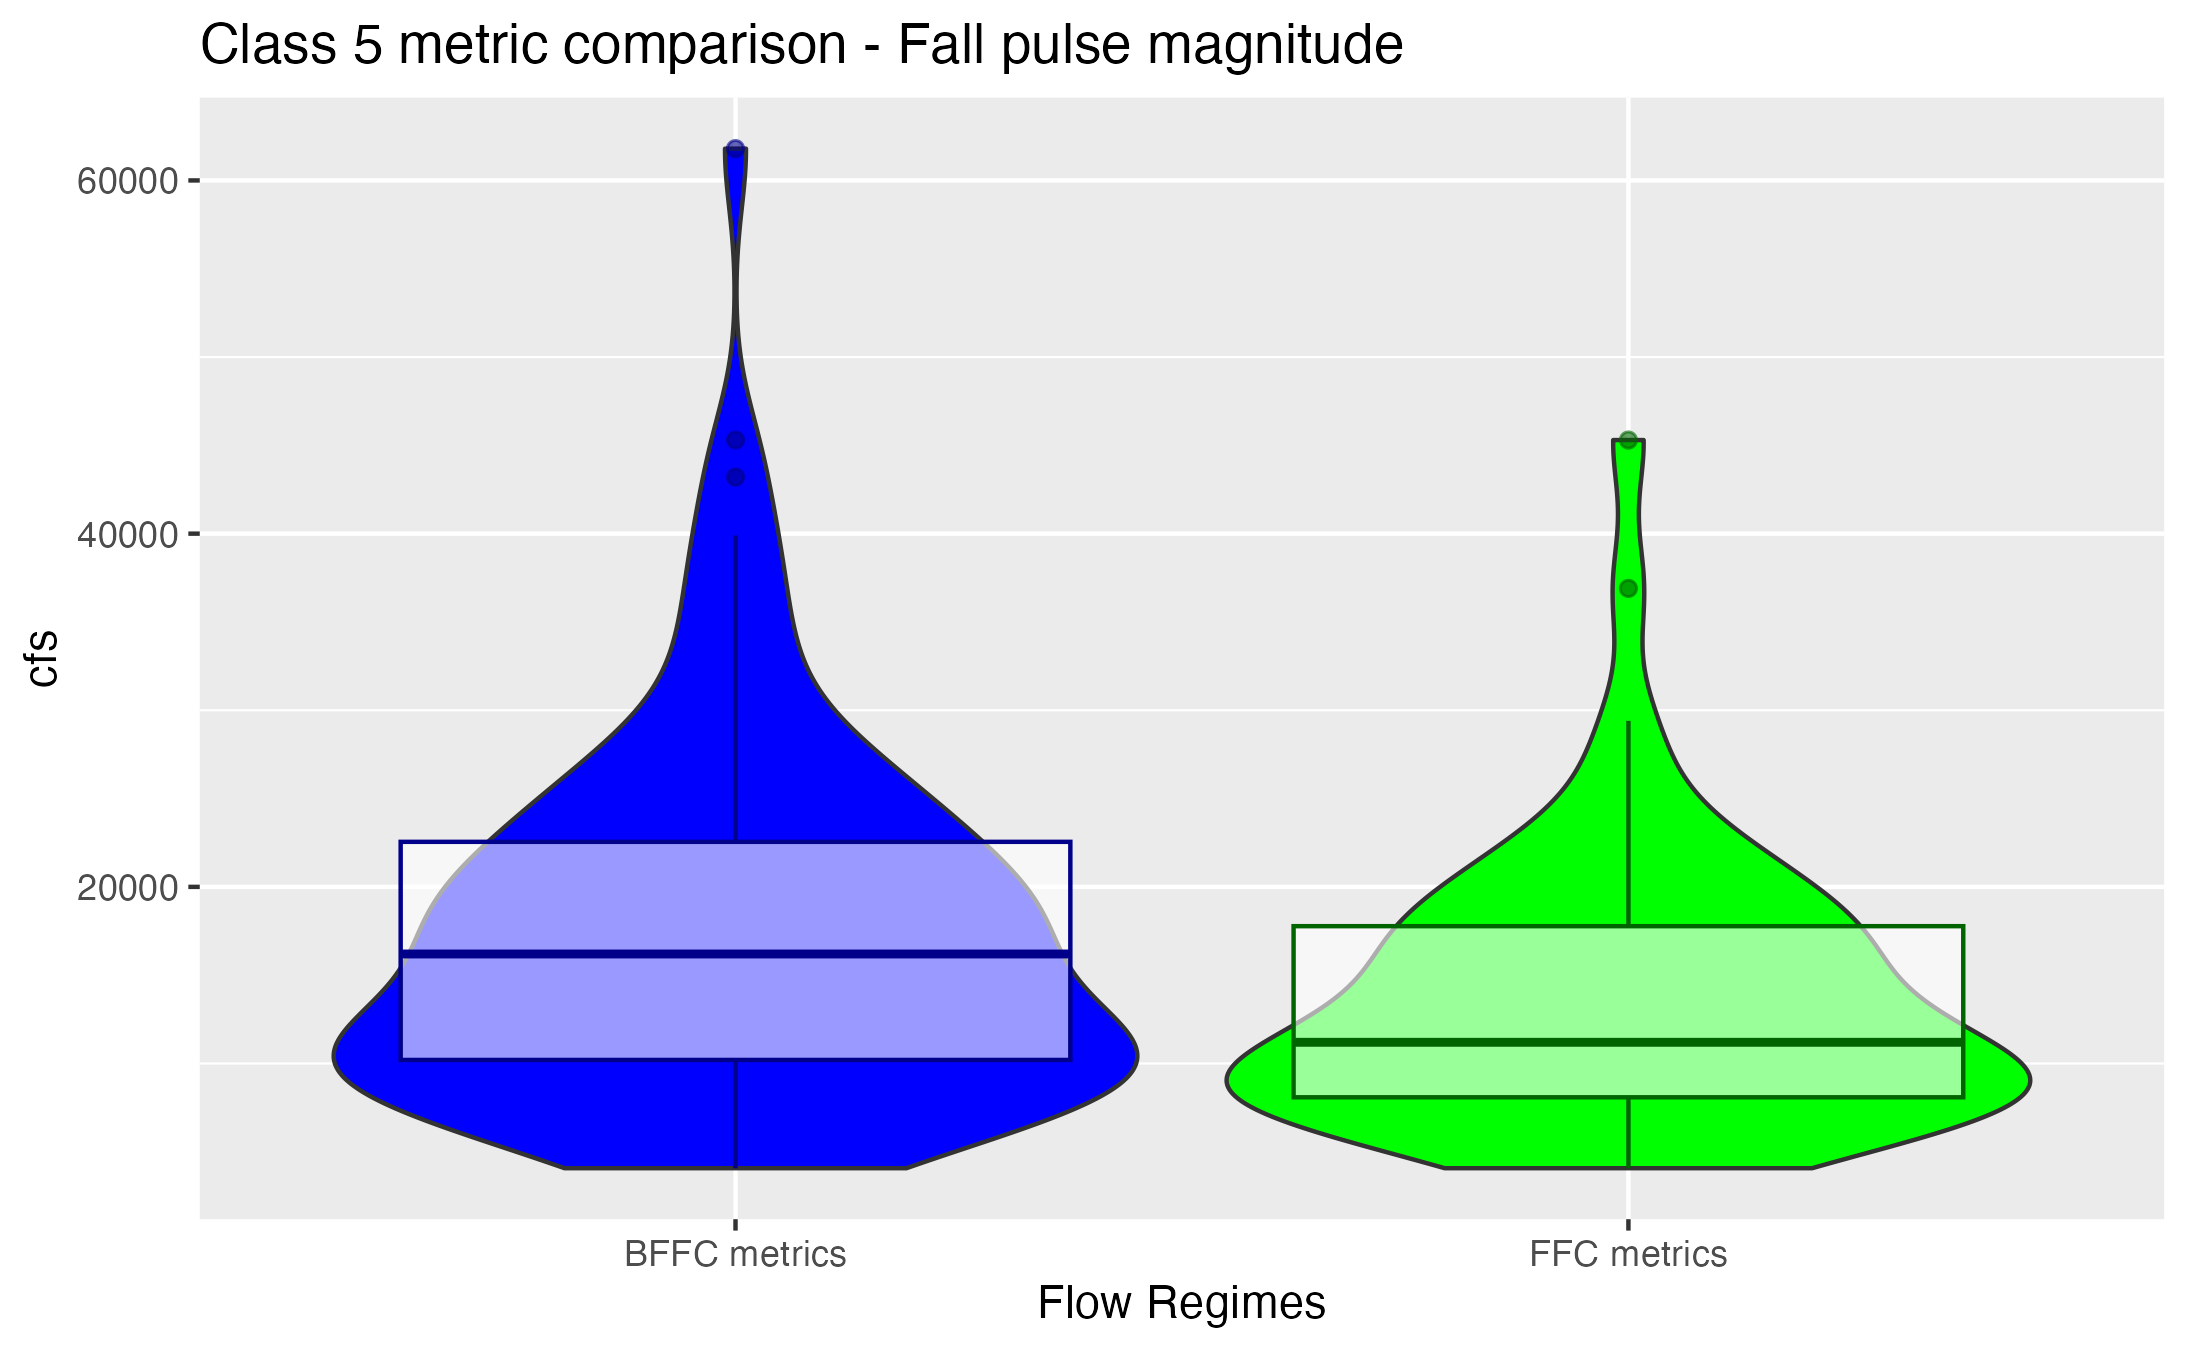 Class 5 metric comparison - Fall pulse magnitude
60000
40000
20000
cfs
BFFC metrics
FFC metrics
Flow Regimes